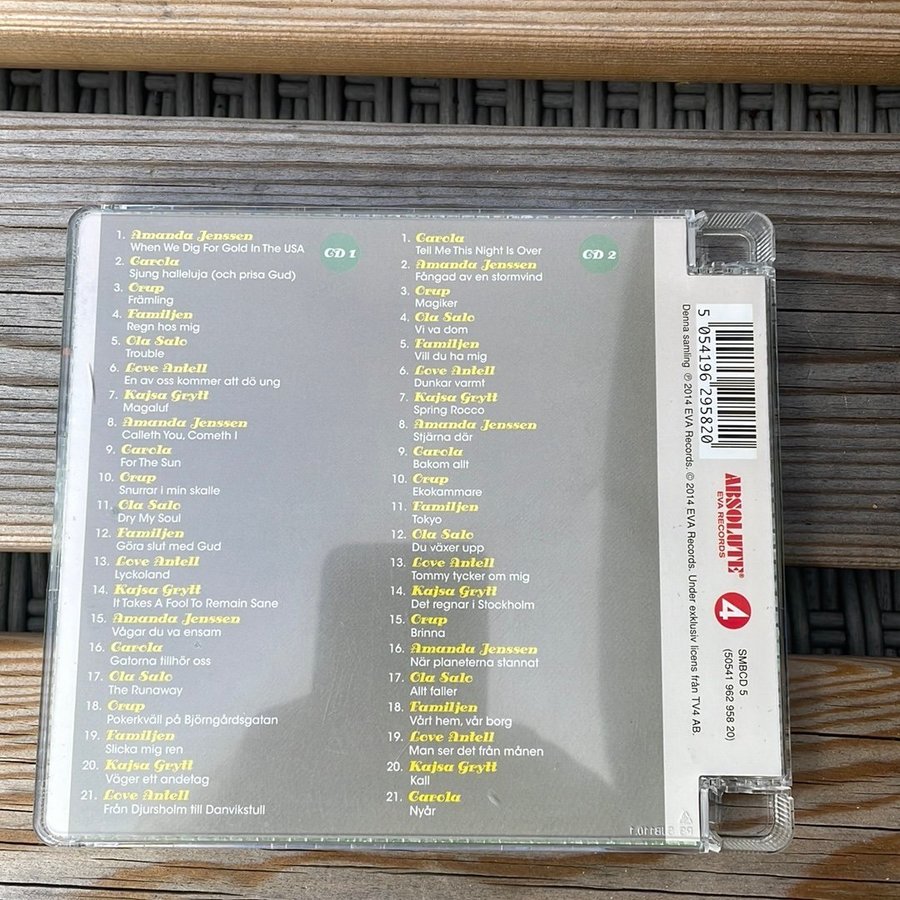 CD 1
1. Amanda Jenssen
When We Dig For Gold In The USA
2. Carola
Sjung halleluja (och prisa Gud)
3. Orup
Främling
4. Familjen
Regn hos mig
5. Ola Salo
Trouble
6. Love Antell
En av oss kommer att dö ung
7. Kajsa Grytt
Magaluf
8. Amanda Jenssen
Calleth You, Cometh I
9. Carola
For The Sun
10. Orup
Snurrar i min skalle
11. Ola Salo
Dry My Soul
12. Familjen
Göra slut med Gud
13. Love Antell
Lyckoland
14. Kajsa Grytt
It Takes A Fool To Remain Sane
15. Amanda Jenssen
Vågar du va ensam
16. Carola
Gatorna tillhör oss
17. Ola Salo
The Runaway
18. Orup
Pokerkväll på Björngårdsgatan
19. Familjen
Slicka mig ren
20. Kajsa Grytt
Väger ett andetag
21. Love Antell
Från Djursholm till Danvikstull
CD 2
1. Carola
Tell Me This Night Is Over
2. Amanda Jenssen
Fångad av en stormvind
3. Orup
Magiker
4. Ola Salo
Vi va dom
5. Familjen
Vill du ha mig
6. Love Antell
Dunkar varmt
7. Kajsa Grytt
Spring Rocco
8. Amanda Jenssen
Stjärna där
9. Carola
Bakom allt
10. Orup
Ekokammare
11. Familjen
Tokyo
12. Ola Salo
Du växer upp
13. Love Antell
Tommy tycker om mig
14. Kajsa Grytt
Det regnar i Stockholm
15. Orup
Brinna
16. Amanda Jenssen
När planeterna stannat
17. Ola Salo
Allt faller
18. Familjen
Vårt hem, vår borg
19. Love Antell
Man ser det från månen
20. Kajsa Grytt
Kall
21. Carola
Nyår
5 054196 295820
ABSOLUTE®
EVA RECORDS
4
SMBCD 5
(50541 962 958 20)
Denna samling ℗ 2014 EVA Records. © 2014 EVA Records. Under exklusiv licens från TV4 AB.